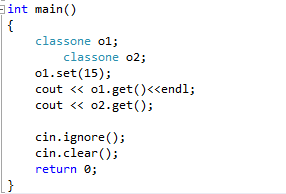 int main()
{
    classone o1;
        classone o2;
    o1.set(15);
    cout << o1.get()<<endl;
    cout << o2.get();

    cin.ignore();
    cin.clear();
    return 0;
}